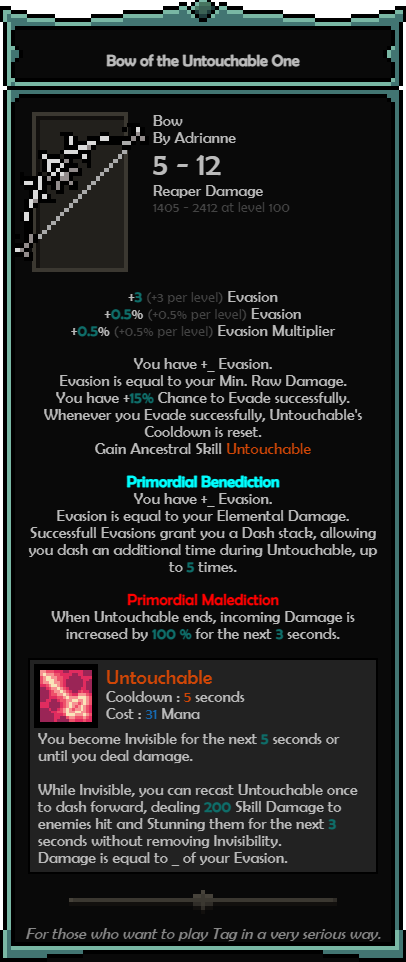 Bow of the Untouchable One
Bow
By Adrianne
5 - 12
Reaper Damage
1405 - 2412 at level 100
+3 (+3 per level) Evasion
+0.5% (+0.5% per level) Evasion
+0.5% (+0.5% per level) Evasion Multiplier
You have +_ Evasion.
Evasion is equal to your Min. Raw Damage.
You have +15% Chance to Evade successfully.
Whenever you Evade successfully, Untouchable's
Cooldown is reset.
Gain Ancestral Skill Untouchable
Primordial Benediction
You have +_ Evasion.
Evasion is equal to your Elemental Damage.
Successfull Evasions grant you a Dash stack, allowing
you dash an additional time during Untouchable, up
to 5 times.
Primordial Malediction
When Untouchable ends, incoming Damage is
increased by 100 % for the next 3 seconds.
Untouchable
Cooldown : 5 seconds
Cost : 31 Mana
You become Invisible for the next 5 seconds or
until you deal damage.
While Invisible, you can recast Untouchable once
to dash forward, dealing 200 Skill Damage to
enemies hit and Stunning them for the next 3
seconds without removing Invisibility.
Damage is equal to _ of your Evasion.
For those who want to play Tag in a very serious way.